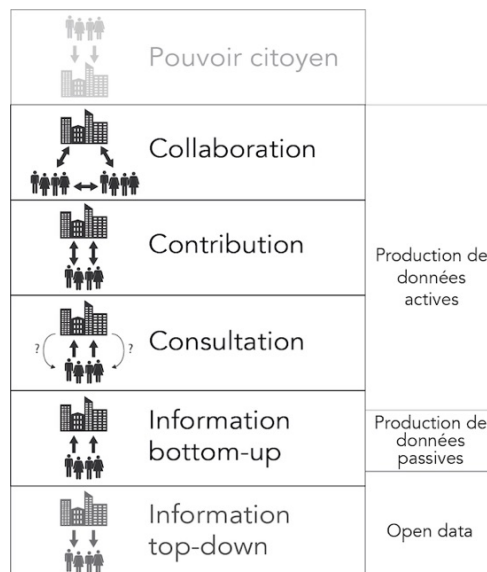 Pouvoir citoyen
Collaboration
Contribution
Production de
données
actives
? ?
Consultation
Information
bottom-up
Production de
données
passives
Information
top-down
Open data